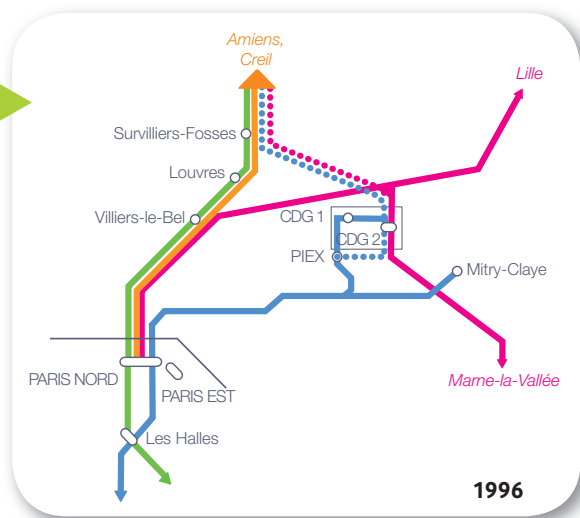 Amiens,
Creil
Lille
Survilliers-Fosses
Louvres
Villiers-le-Bel
CDG 1
CDG 2
PIEX
Mitry-Claye
Marne-la-Vallée
PARIS NORD
PARIS EST
Les Halles
1996